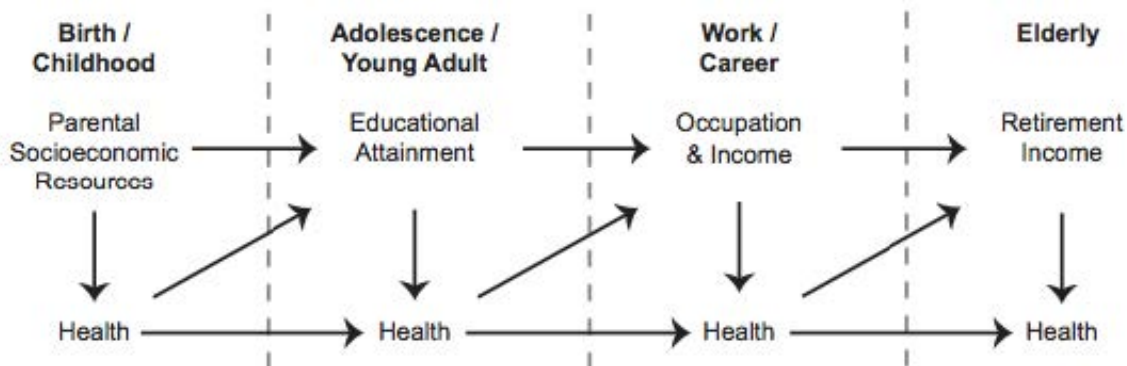 Birth /
Childhood
Adolescence /
Young Adult
Work /
Career
Elderly
Parental
Socioeconomic
Resources
Educational
Attainment
Occupation
& Income
Retirement
Income
Health
Health
Health
Health